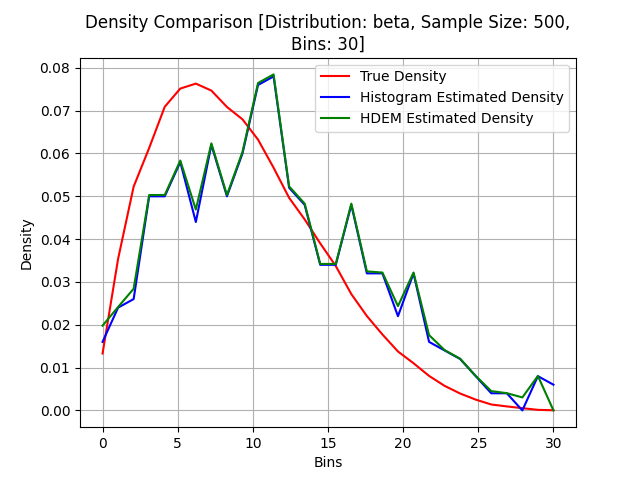 Density Comparison [Distribution: beta, Sample Size: 500,
Bins: 30]
True Density
Histogram Estimated Density
HDEM Estimated Density
Density
0.08
0.07
0.06
0.05
0.04
0.03
0.02
0.01
0.00
0 5 10 15 20 25 30
Bins